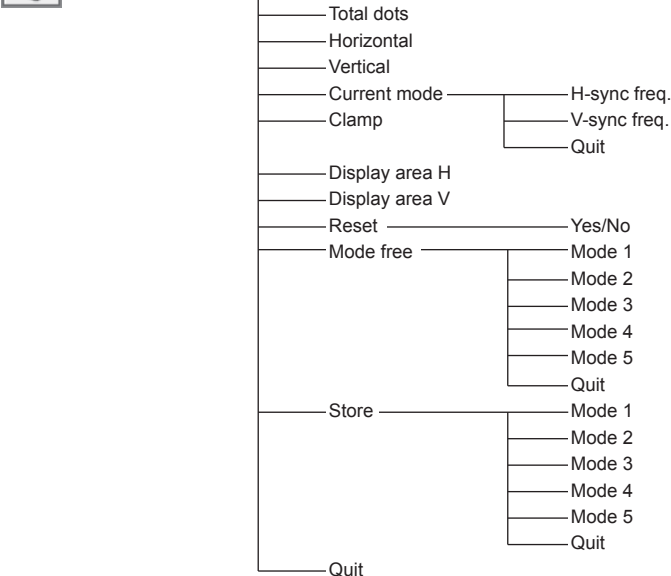 Total dots
Horizontal
Vertical
Current mode H-sync freq.
Clamp V-sync freq.
Quit
Display area H
Display area V
Reset Yes/No
Mode free Mode 1
Mode 2
Mode 3
Mode 4
Mode 5
Quit
Store Mode 1
Mode 2
Mode 3
Mode 4
Mode 5
Quit
Quit